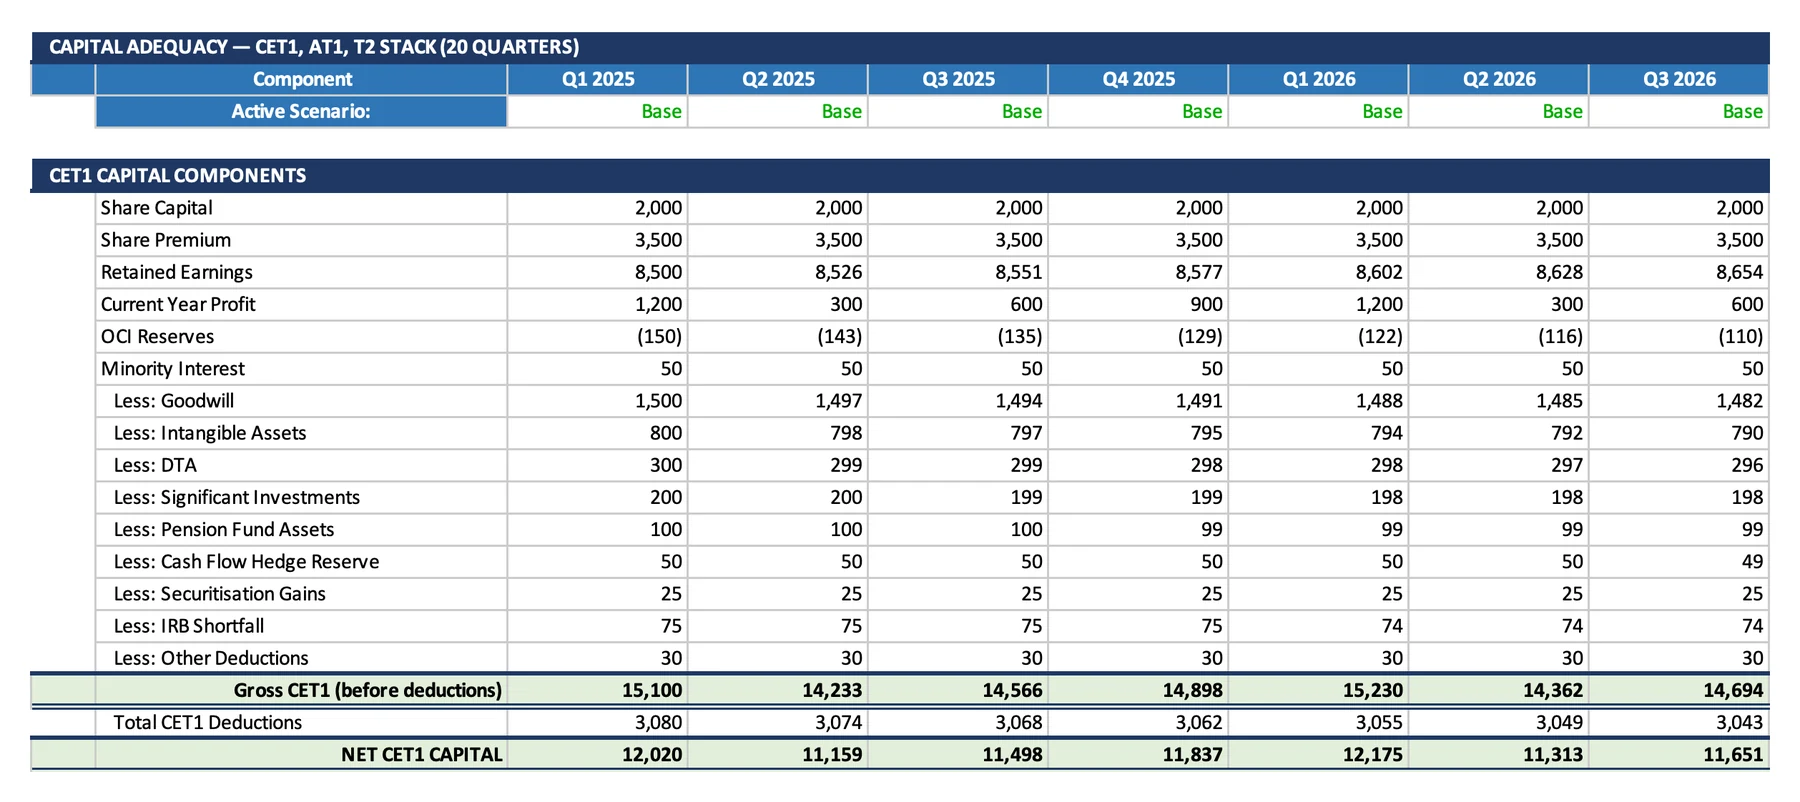 CAPITAL ADEQUACY — CET1, AT1, T2 STACK (20 QUARTERS)
Component Q1 2025 Q2 2025 Q3 2025 Q4 2025 Q1 2026 Q2 2026 Q3 2026
Active Scenario: Base Base Base Base Base Base Base
CET1 CAPITAL COMPONENTS
Share Capital 2,000 2,000 2,000 2,000 2,000 2,000 2,000
Share Premium 3,500 3,500 3,500 3,500 3,500 3,500 3,500
Retained Earnings 8,500 8,526 8,551 8,577 8,602 8,628 8,654
Current Year Profit 1,200 300 600 900 1,200 300 600
OCI Reserves (150) (143) (135) (129) (122) (116) (110)
Minority Interest 50 50 50 50 50 50 50
Less: Goodwill 1,500 1,497 1,494 1,491 1,488 1,485 1,482
Less: Intangible Assets 800 798 797 795 794 792 790
Less: DTA 300 299 299 298 298 297 296
Less: Significant Investments 200 200 199 199 198 198 198
Less: Pension Fund Assets 100 100 100 99 99 99 99
Less: Cash Flow Hedge Reserve 50 50 50 50 50 50 49
Less: Securitisation Gains 25 25 25 25 25 25 25
Less: IRB Shortfall 75 75 75 75 74 74 74
Less: Other Deductions 30 30 30 30 30 30 30
Gross CET1 (before deductions) 15,100 14,233 14,566 14,898 15,230 14,362 14,694
Total CET1 Deductions 3,080 3,074 3,068 3,062 3,055 3,049 3,043
NET CET1 CAPITAL 12,020 11,159 11,498 11,837 12,175 11,313 11,651